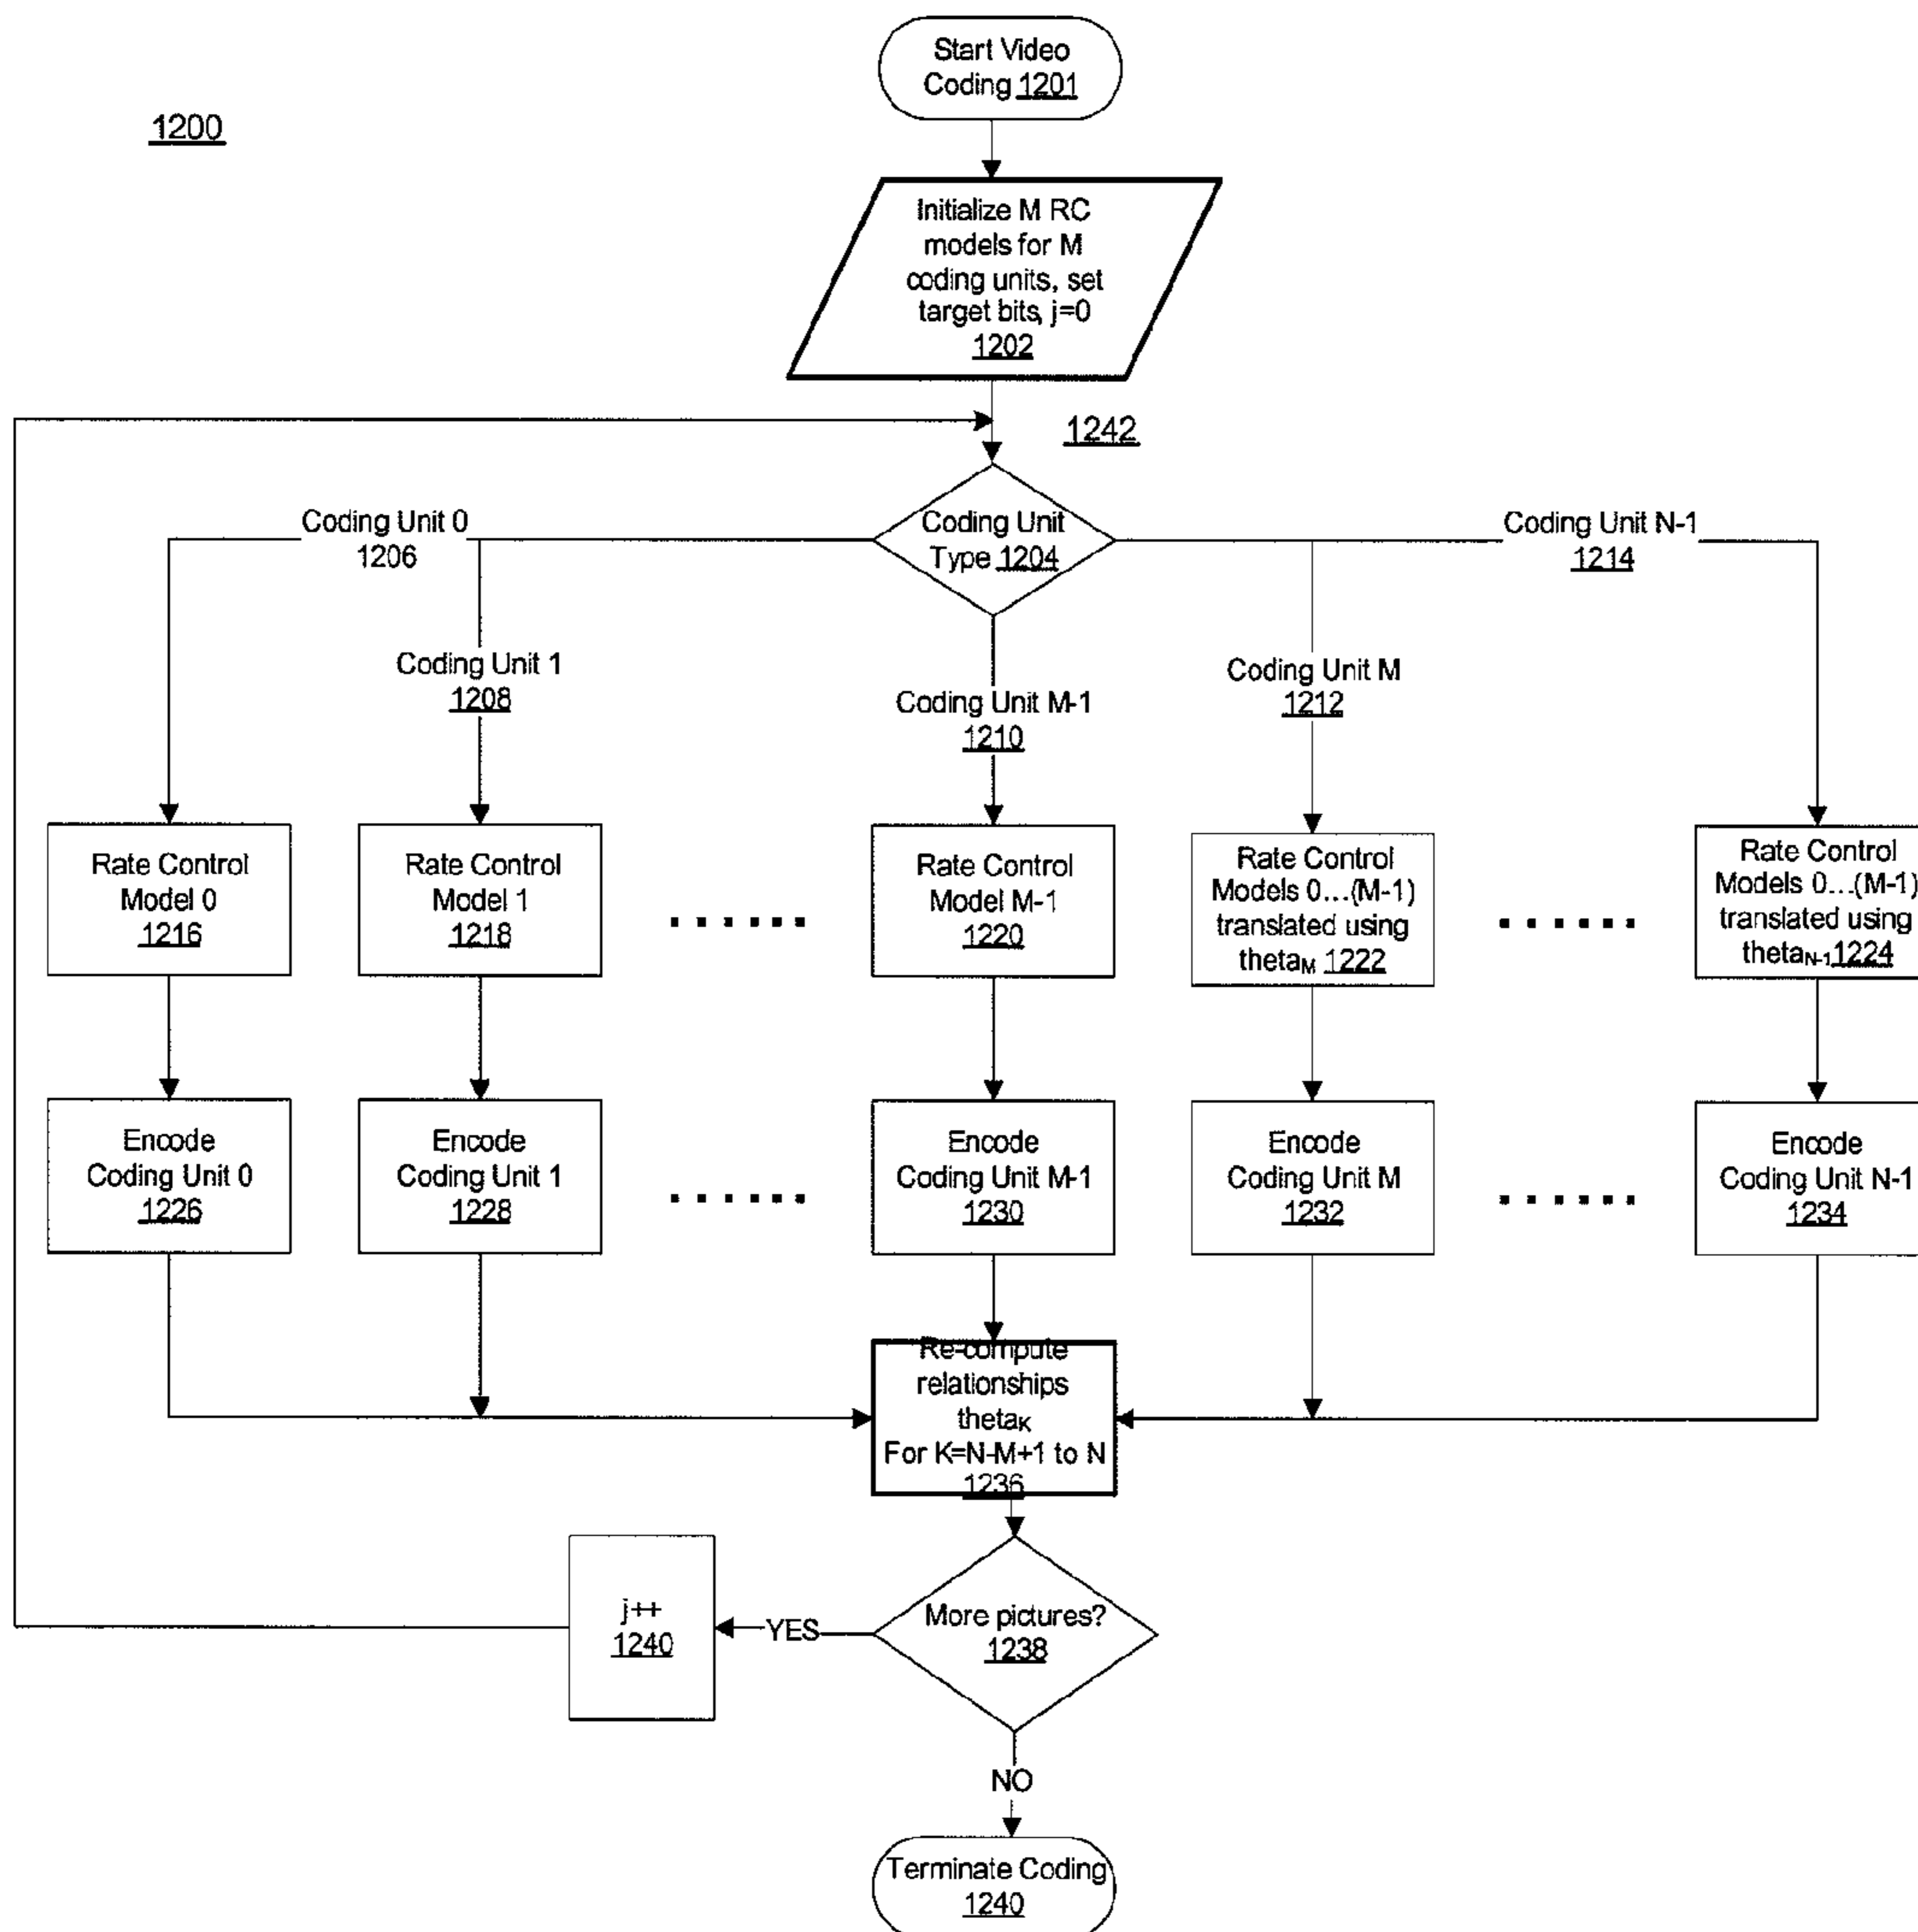 Start Video
Coding 1201
1200
Initialize M RC
models for M
coding units, set
target bits, j=0
1202
1242
Coding Unit
Type 1204
Coding Unit 0
1206
Coding Unit N-1
1214
Coding Unit 1
1208
Coding Unit M-1
1210
Coding Unit M
1212
Rate Control
Model 0
1216
Rate Control
Model 1
1218
Rate Control
Model M-1
1220
Rate Control
Models 0...(M-1)
translated using
thetaM 1222
Rate Control
Models 0...(M-1)
translated using
thetaN-1 1224
Encode
Coding Unit 0
1226
Encode
Coding Unit 1
1228
Encode
Coding Unit M-1
1230
Encode
Coding Unit M
1232
Encode
Coding Unit N-1
1234
Re-compute
relationships
thetaK
For K=N-M+1 to N
1236
More pictures?
1238
YES
j++
1240
NO
Terminate Coding
1240